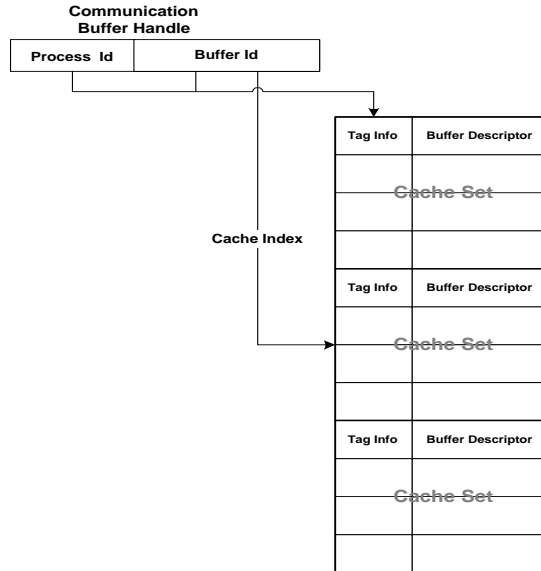 Communication
Buffer Handle
Process Id Buffer Id
Tag Info Buffer Descriptor
Cache Set
Cache Index
Tag Info Buffer Descriptor
Cache Set
Tag Info Buffer Descriptor
Cache Set